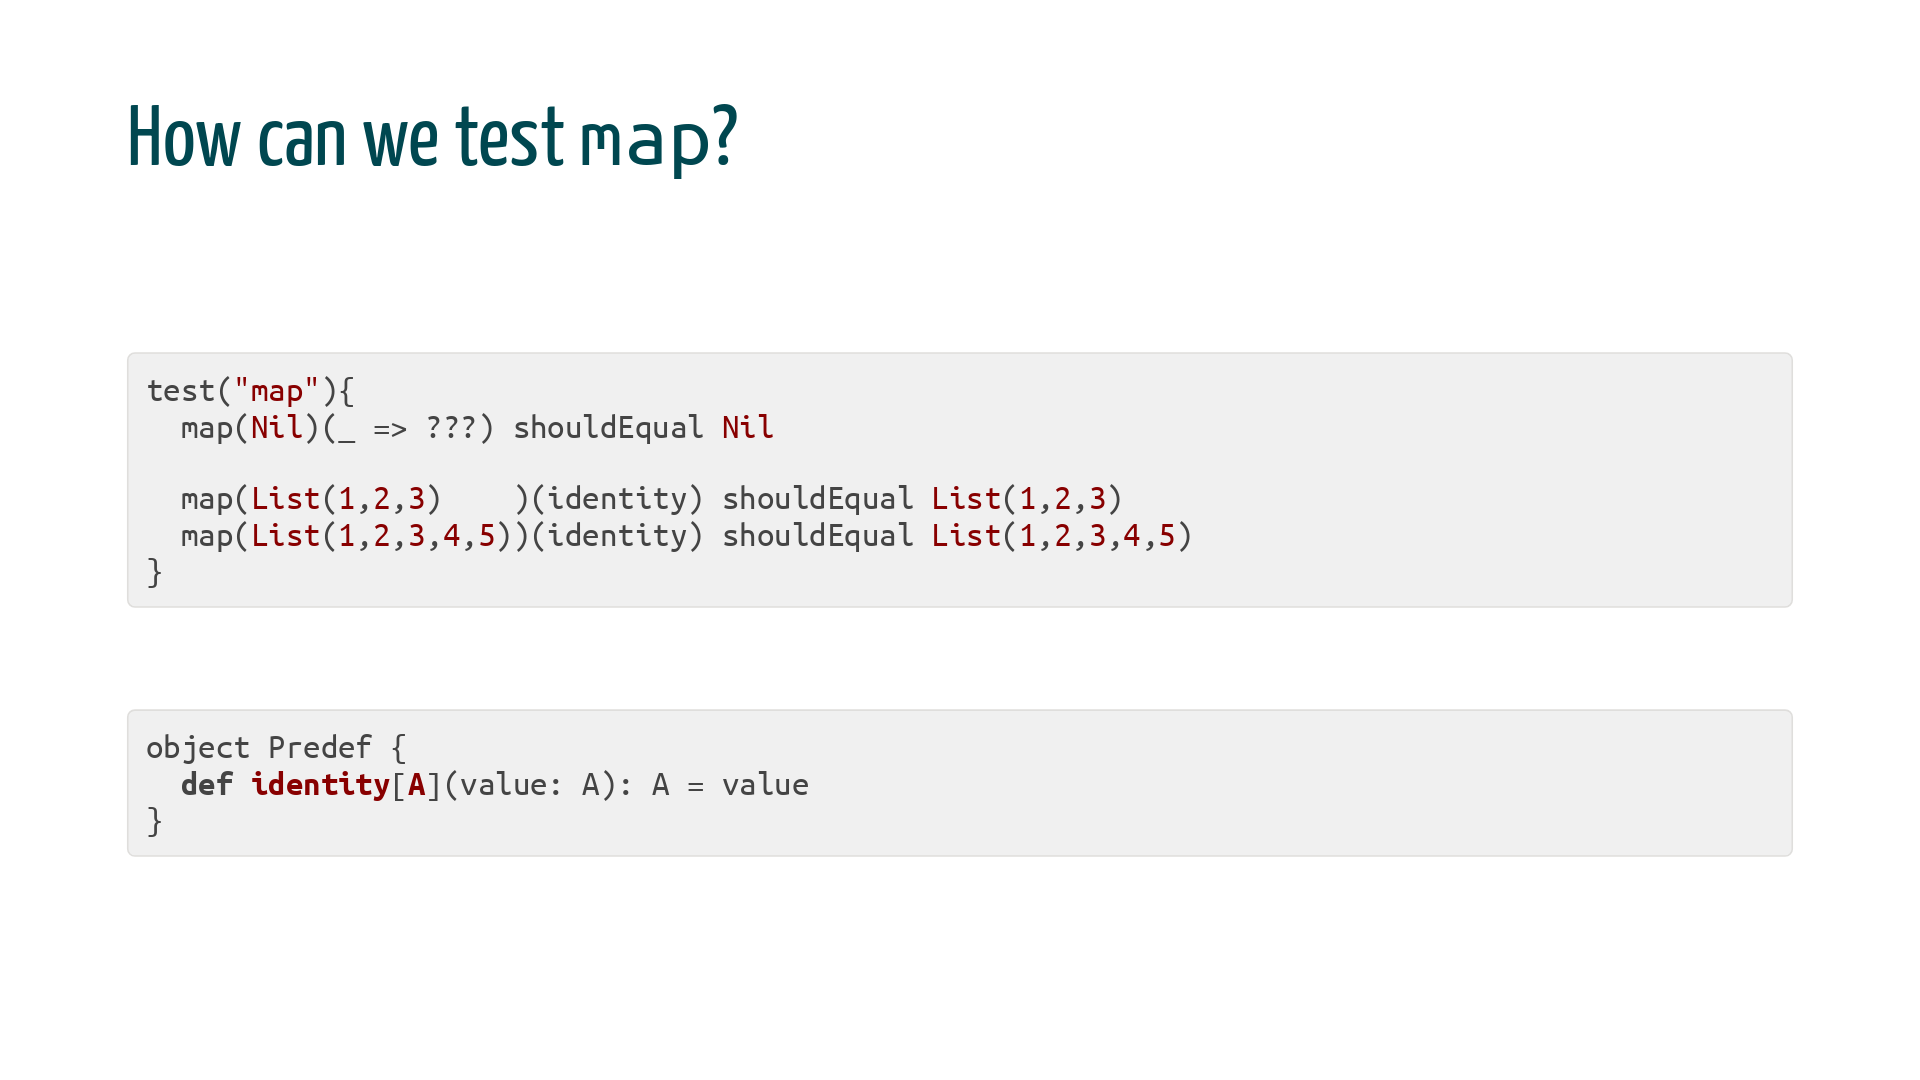 How can we test map?
test("map"){
  map(Nil)(_ => ???) shouldEqual Nil

  map(List(1,2,3)    )(identity) shouldEqual List(1,2,3)
  map(List(1,2,3,4,5))(identity) shouldEqual List(1,2,3,4,5)
}
object Predef {
  def identity[A](value: A): A = value
}